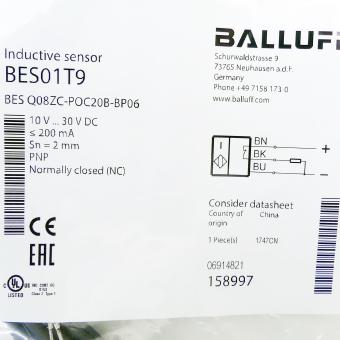 Inductive sensor
BES01T9
BES Q08ZC-POC20B-BP06
10 V ... 30 V DC
≤ 200 mA
Sn = 2 mm
PNP
Normally closed (NC)
BALLUFF
Schurwaldstrasse 9
73765 Neuhausen a.d.F.
Germany
Phone +49 7158 173 0
www.balluff.com
BN
+
BK
BU
−
CE
EAC
UL
LISTED
Consider datasheet
Country of origin China
1 Piece(s) 1747CN
06914821
158997